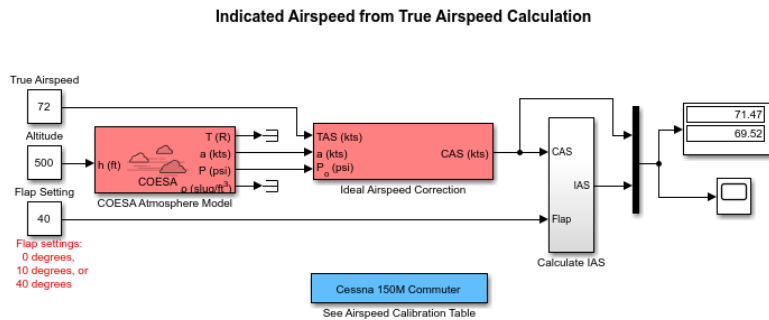 Indicated Airspeed from True Airspeed Calculation
True Airspeed
72
Altitude
500
Flap Setting
40
Flap settings:
0 degrees,
10 degrees, or
40 degrees
h (ft)
COESA
T (R)
a (kts)
P (psi)
ρ (slug/ft³)
COESA Atmosphere Model
TAS (kts)
a (kts)
P₀ (psi)
CAS (kts)
Ideal Airspeed Correction
CAS
IAS
Flap
Calculate IAS
71.47
69.52
Cessna 150M Commuter
See Airspeed Calibration Table